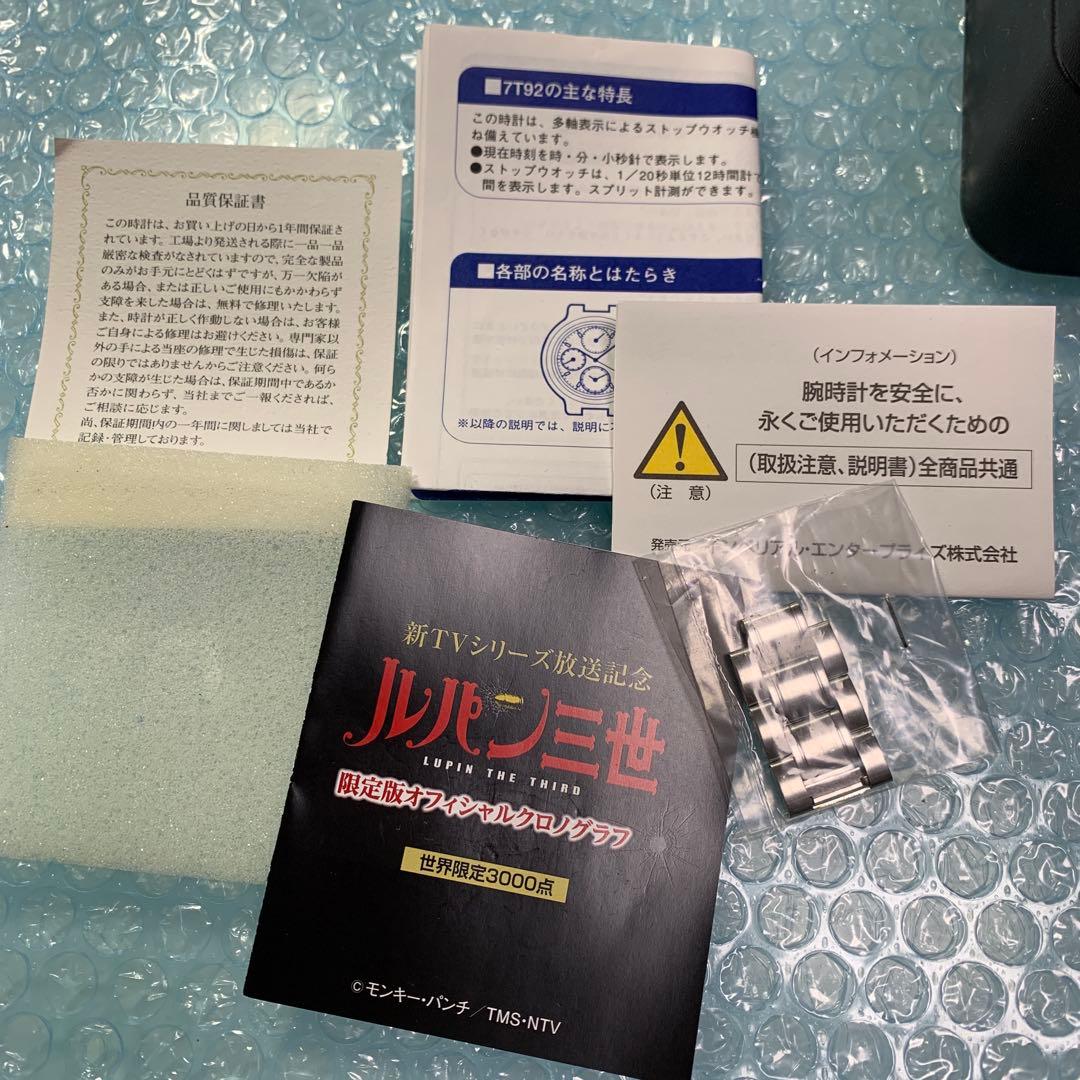 品質保証書
この時計は、お買い上げの日から1年間保証さ
れています。工場より発送される際に一品一品
厳密な検査がなされていますので、完全な製品
のみがお手元にとどくはずですが、万一欠陥が
ある場合、または正しいご使用にもかかわらず
支障を来した場合は、無料で修理いたします。
また、時計が正しく作動しない場合は、お客様
ご自身による修理はお避けください。専門家以
外の手による当座の修理で生じた損傷は、保証
の限りではありませんからご注意ください。何ら
かの支障が生じた場合は、保証期間中であるか
否かに関わらず、当社までご一報くだされば、
ご相談に応じます。
尚、保証期間内の一年間に関しましては当社で
記録・管理しております。
■7T92の主な特長
この時計は、多軸表示によるストップウオッチ機
ね備えています。
●現在時刻を時・分・小秒針で表示します。
●ストップウオッチは、1/20秒単位12時間計で
間を表示します。スプリット計測ができます。
■各部の名称とはたらき
※以降の説明では、説明に
(インフォメーション)
腕時計を安全に、
永くご使用いただくための
(取扱注意、説明書)全商品共通
(注 意)
発売元 リアル・エンタープライズ株式会社
新TVシリーズ放送記念
ルパン三世
LUPIN THE THIRD
限定版オフィシャルクロノグラフ
世界限定3000点
©モンキー・パンチ/TMS・NTV